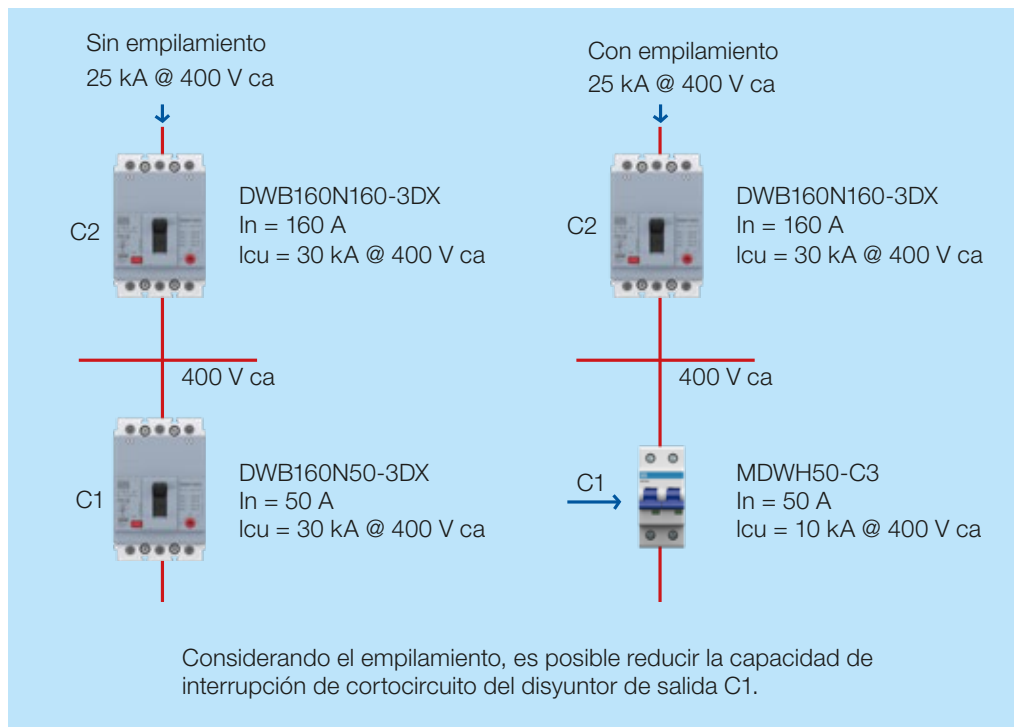 Sin empilamiento
25 kA @ 400 V ca
C2
DWB160N160-3DX
In = 160 A
Icu = 30 kA @ 400 V ca
400 V ca
C1
DWB160N50-3DX
In = 50 A
Icu = 30 kA @ 400 V ca
Con empilamiento
25 kA @ 400 V ca
C2
DWB160N160-3DX
In = 160 A
Icu = 30 kA @ 400 V ca
400 V ca
C1
MDWH50-C3
In = 50 A
Icu = 10 kA @ 400 V ca
Considerando el empilamiento, es posible reducir la capacidad de
interrupción de cortocircuito del disyuntor de salida C1.